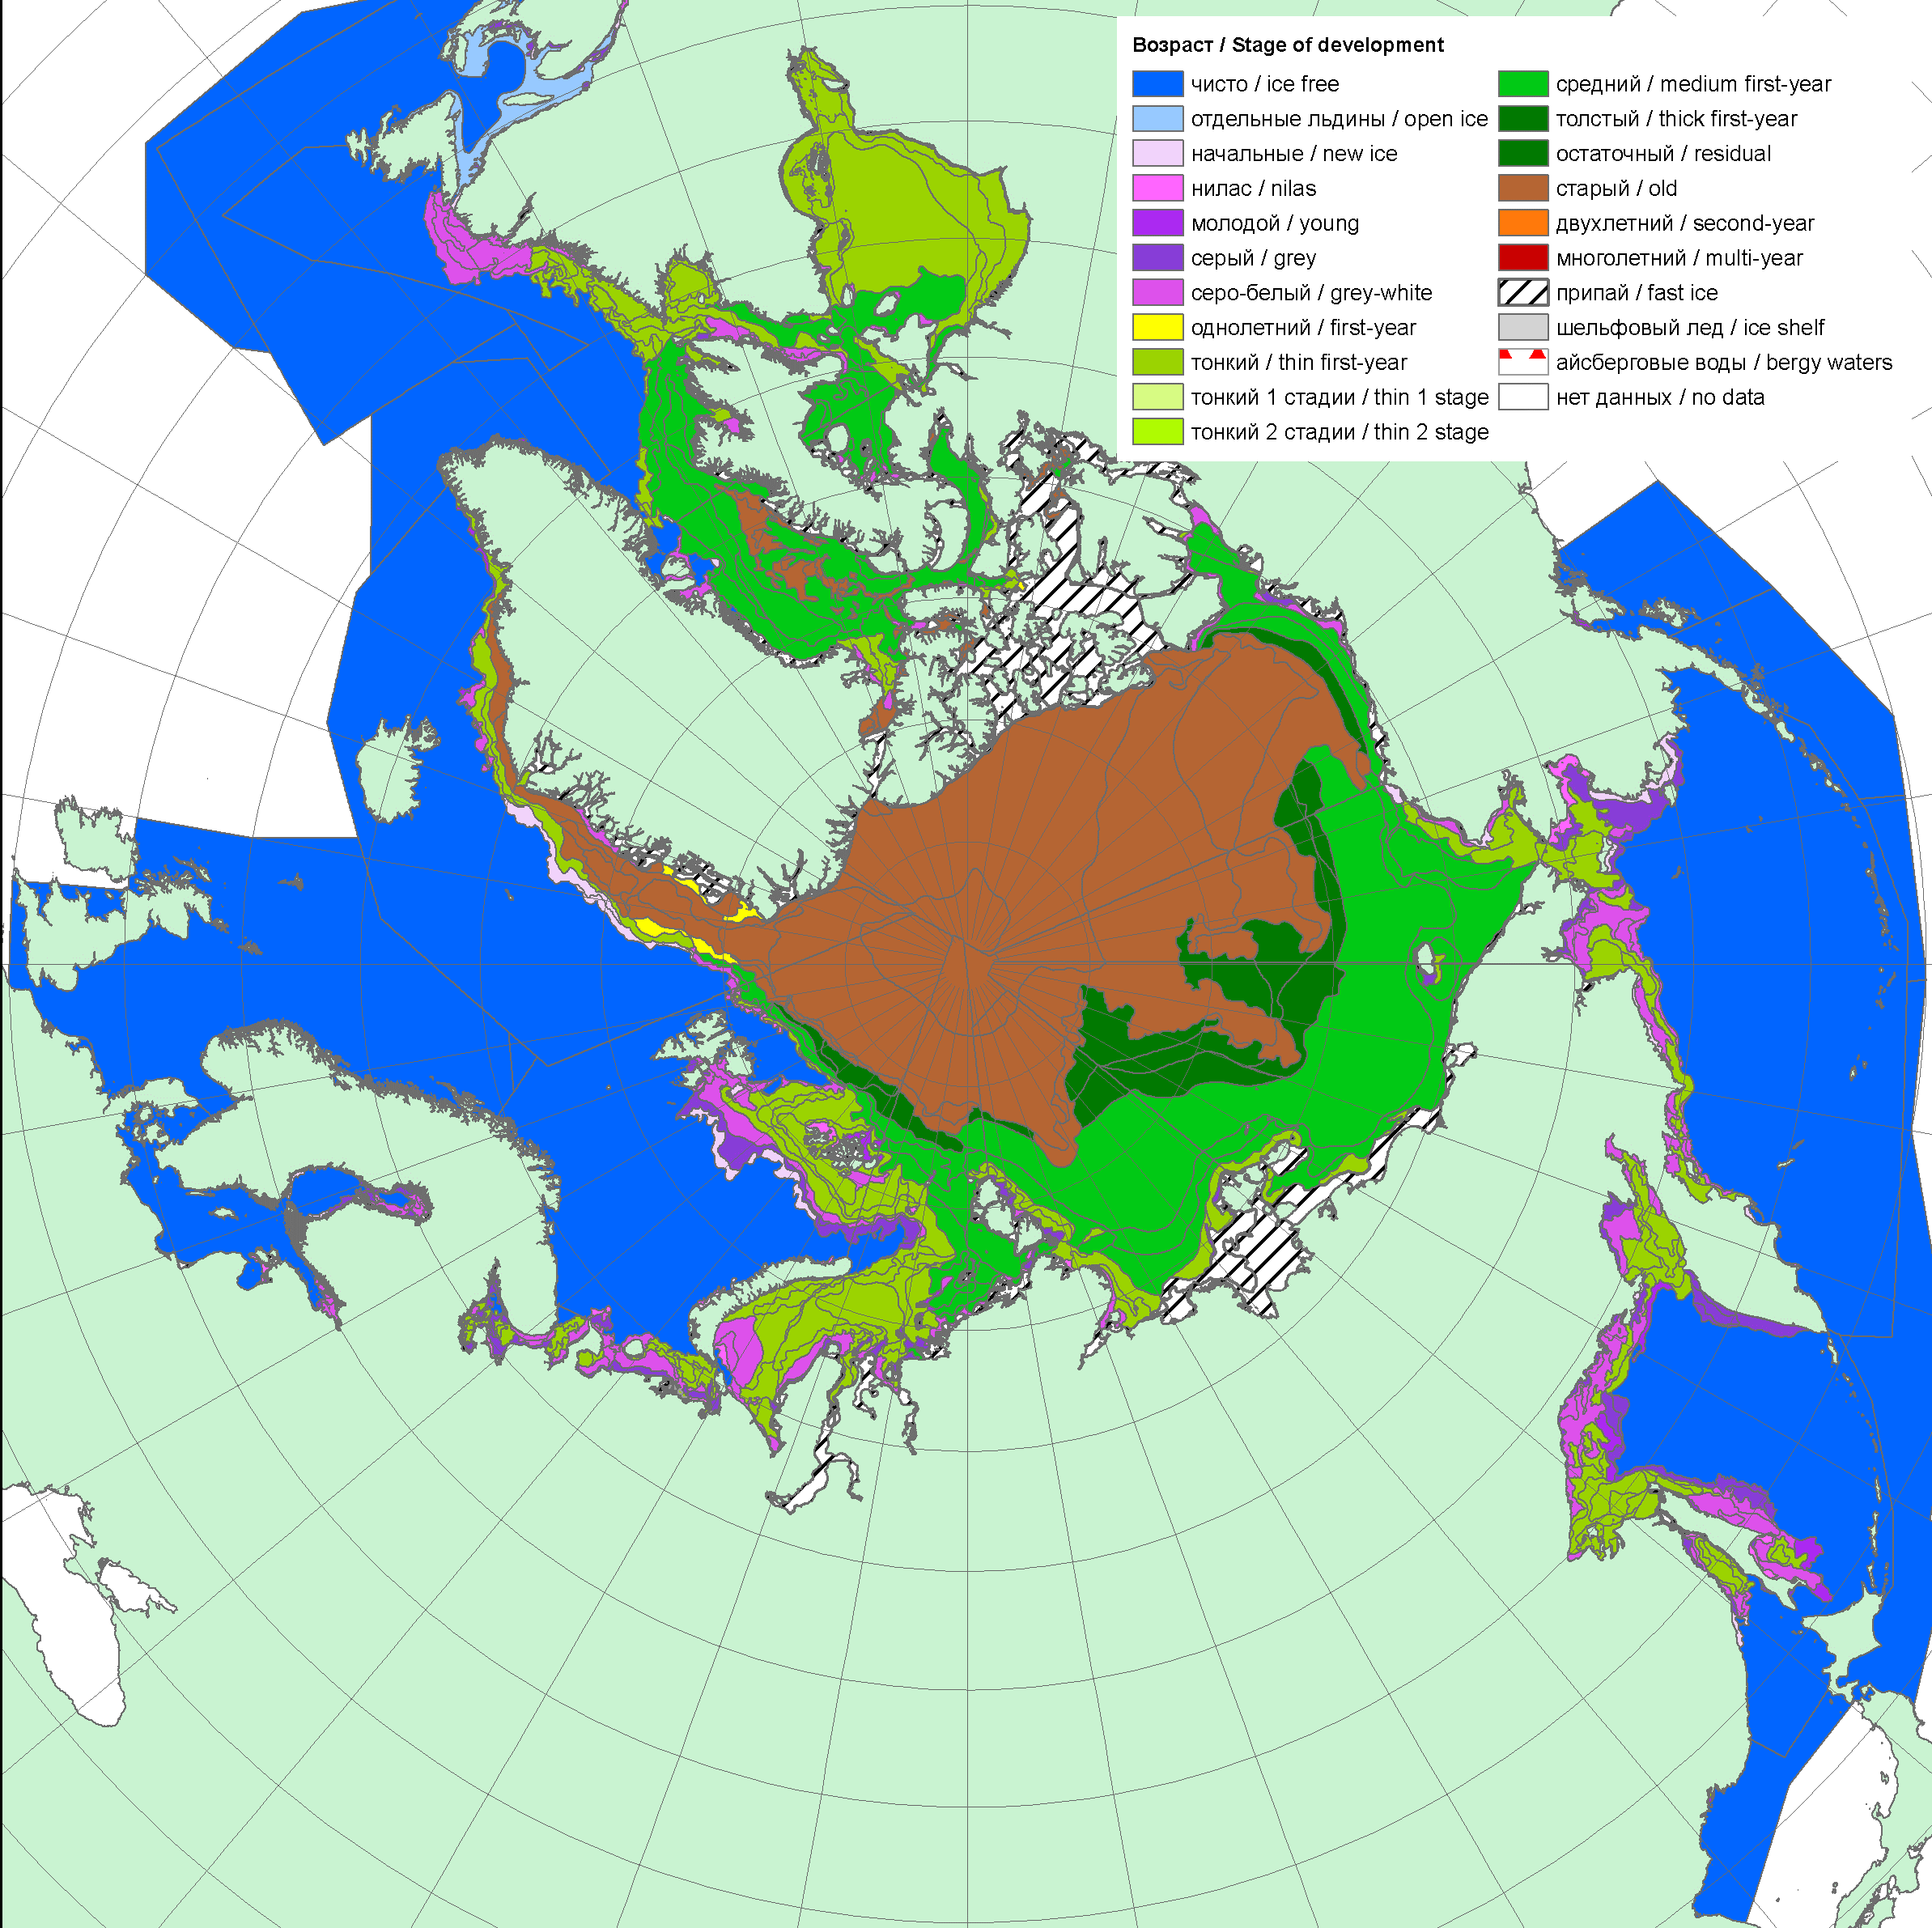 Возраст / Stage of development
чисто / ice free
отдельные льдины / open ice
начальные / new ice
нилас / nilas
молодой / young
серый / grey
серо-белый / grey-white
однолетний / first-year
тонкий / thin first-year
тонкий 1 стадии / thin 1 stage
тонкий 2 стадии / thin 2 stage
средний / medium first-year
толстый / thick first-year
остаточный / residual
старый / old
двухлетний / second-year
многолетний / multi-year
припай / fast ice
шельфовый лед / ice shelf
айсберговые воды / bergy waters
нет данных / no data